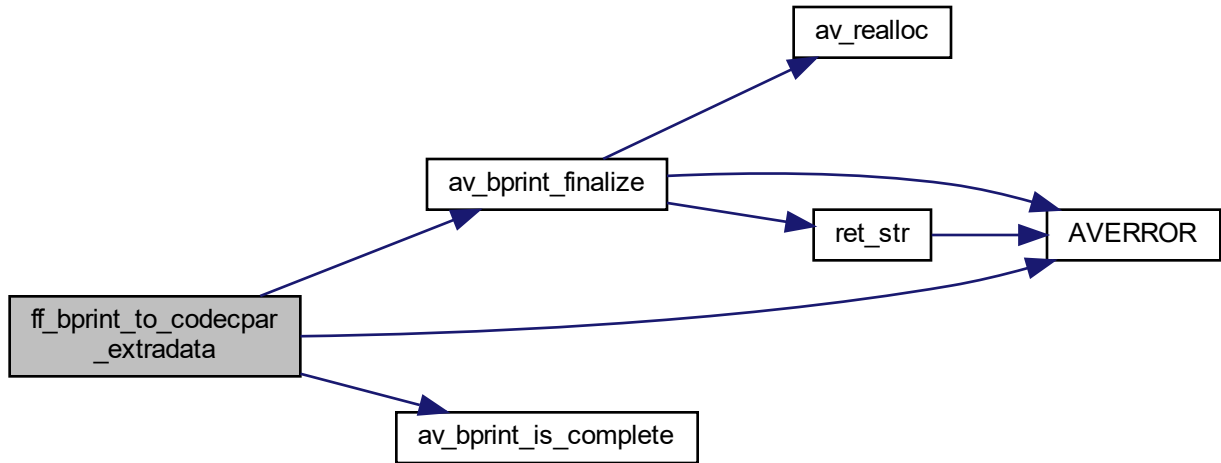 av_realloc
av_bprint_finalize
ret_str
AVERROR
ff_bprint_to_codecpar
_extradata
av_bprint_is_complete